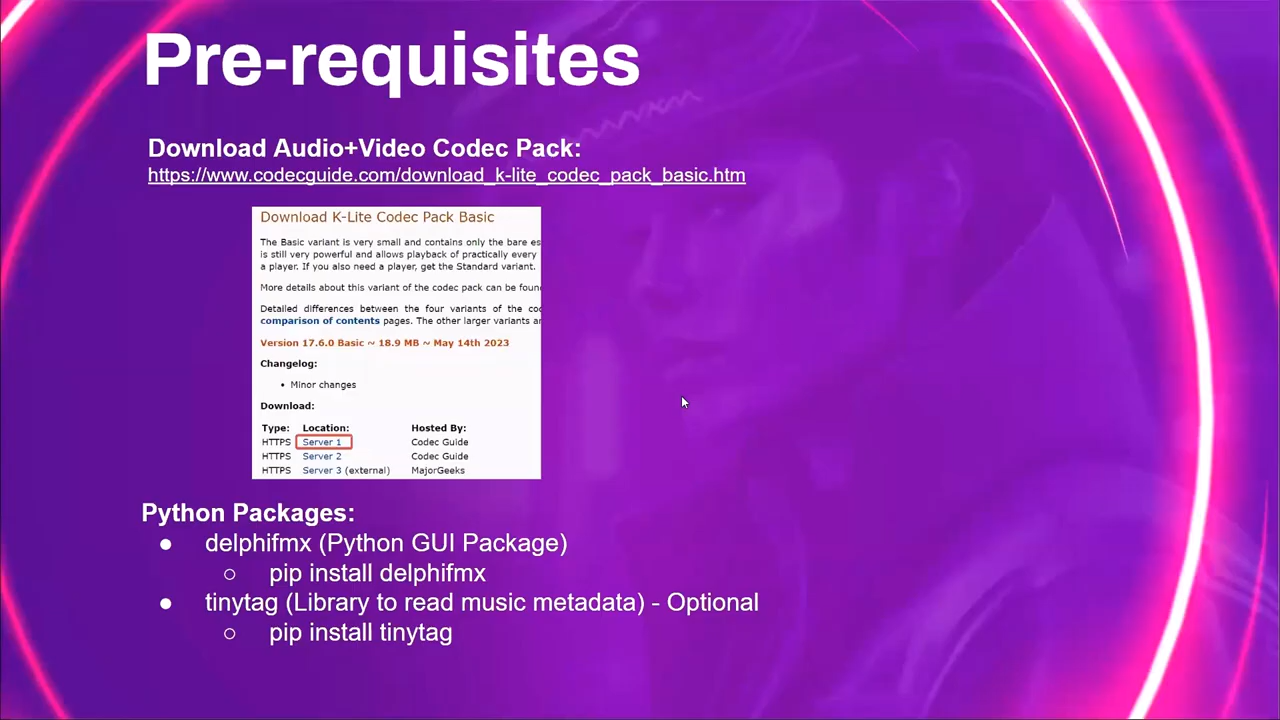 Pre-requisites
Download Audio+Video Codec Pack:
https://www.codecguide.com/download_k-lite_codec_pack_basic.htm
Download K-Lite Codec Pack Basic
The Basic variant is very small and contains only the bare es
is still very powerful and allows playback of practically every
a player. If you also need a player, get the Standard variant.
More details about this variant of the codec pack can be foun
Detailed differences between the four variants of the co
comparison of contents pages. The other larger variants a
Version 17.6.0 Basic ~ 18.9 MB ~ May 14th 2023
Changelog:
• Minor changes
Download:
Type: Location: Hosted By:
HTTPS Server 1 Codec Guide
HTTPS Server 2 Codec Guide
HTTPS Server 3 (external) MajorGeeks
Python Packages:
● delphifmx (Python GUI Package)
○ pip install delphifmx
● tinytag (Library to read music metadata) - Optional
○ pip install tinytag